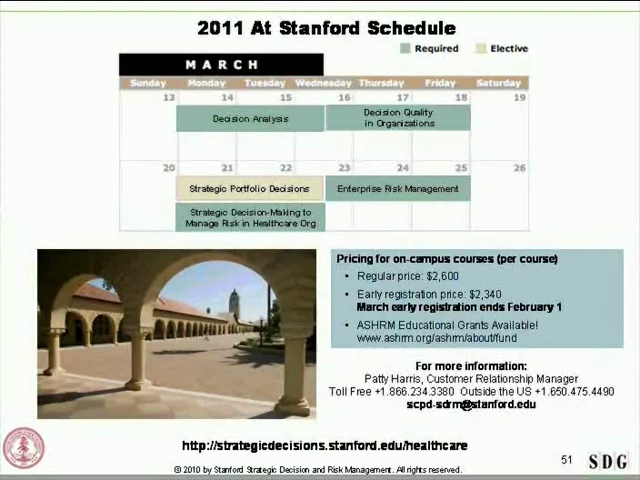 2011 At Stanford Schedule
Required Elective
MARCH
Sunday Monday Tuesday Wednesday Thursday Friday Saturday
13 14 15 16 17 18 19
Decision Analysis
Decision Quality
in Organizations
20 21 22 23 24 25 26
Strategic Portfolio Decisions
Enterprise Risk Management
Strategic Decision-Making to
Manage Risk in Healthcare Org
Pricing for on-campus courses (per course)
• Regular price: $2,600
• Early registration price: $2,340
March early registration ends February 1
• ASHRM Educational Grants Available!
www.ashrm.org/ashrm/about/fund
For more information:
Patty Harris, Customer Relationship Manager
Toll Free +1.866.234.3380 Outside the US +1.650.475.4490
scpd-sdrm@stanford.edu
http://strategicdecisions.stanford.edu/healthcare
© 2010 by Stanford Strategic Decision and Risk Management. All rights reserved.
51
SDG